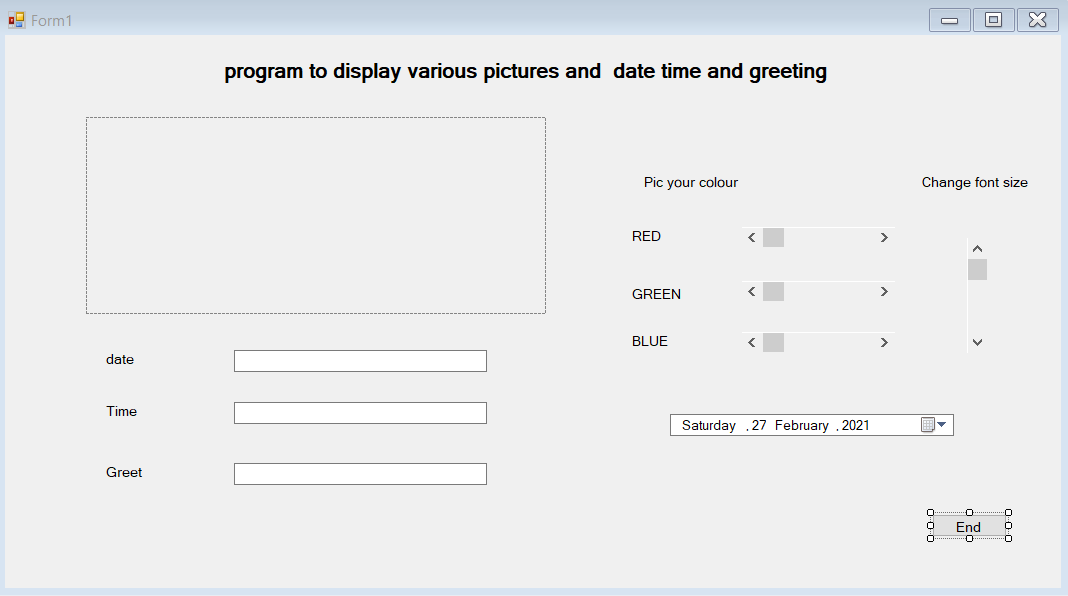 Form1
program to display various pictures and  date time and greeting
Pic your colour
Change font size
RED
GREEN
BLUE
date
Time
Greet
Saturday , 27 February , 2021
End